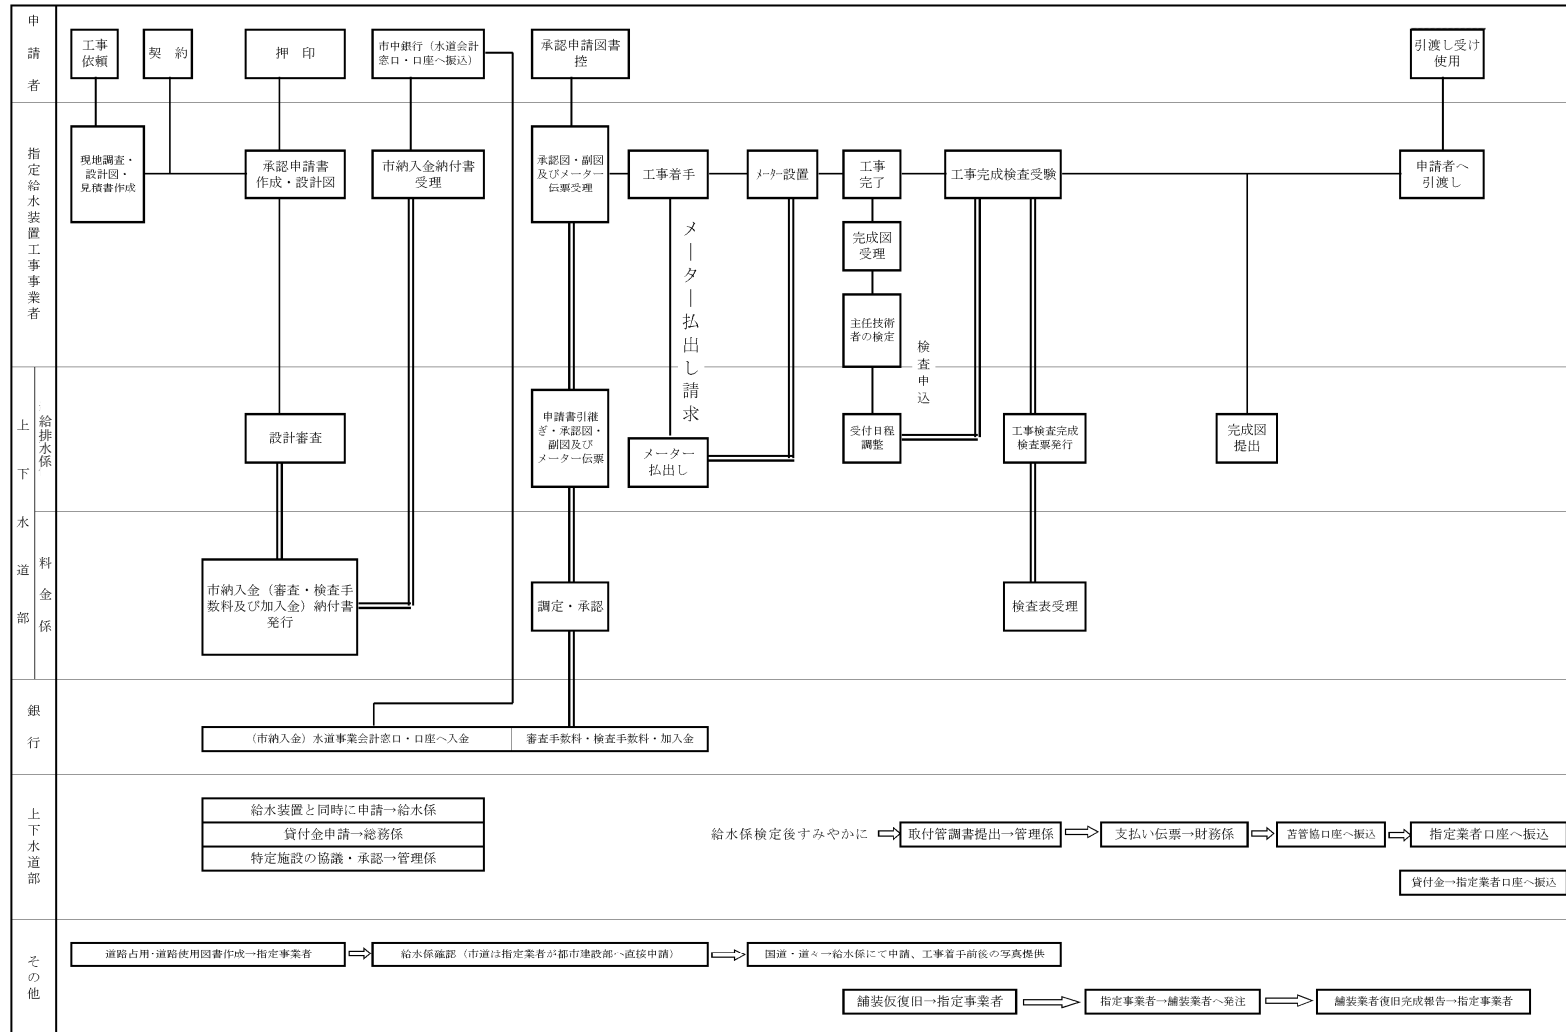 申請者
工事
依頼
契 約
押 印
市中銀行（水道会計
窓口・口座へ振込）
承認申請図書
控
引渡し受け
使用
指定給水装置工事事業者
現地調査・
設計図・
見積書作成
承認申請書
作成・設計図
市納入金納付書
受理
承認図・副図
及びメーター
伝票受理
工事着手
メーター設置
工事
完了
工事完成検査受験
申請者へ
引渡し
メーター払出し請求
完成図
受理
主任技術
者の検定
検査申込
上下水道部
給排水係
設計審査
申請書引継
ぎ・承認図・
副図及び
メーター伝票
メーター
払出し
受付日程
調整
工事検査完成
検査票発行
完成図
提出
料金係
市納入金（審査・検査手
数料及び加入金）納付書
発行
調定・承認
検査表受理
銀行
（市納入金）水道事業会計窓口・口座へ入金
審査手数料・検査手数料・加入金
上下水道部
給水装置と同時に申請→給水係
貸付金申請→総務係
特定施設の協議・承認→管理係
給水係検定後すみやかに
取付管調書提出→管理係
支払い伝票→財務係
苫管協口座へ振込
指定業者口座へ振込
貸付金→指定業者口座へ振込
その他
道路占用･道路使用図書作成→指定事業者
給水係確認（市道は指定業者が都市建設部へ直接申請）
国道・道々→給水係にて申請、工事着手前後の写真提供
舗装仮復旧→指定事業者
指定事業者→舗装業者へ発注
舗装業者復旧完成報告→指定事業者